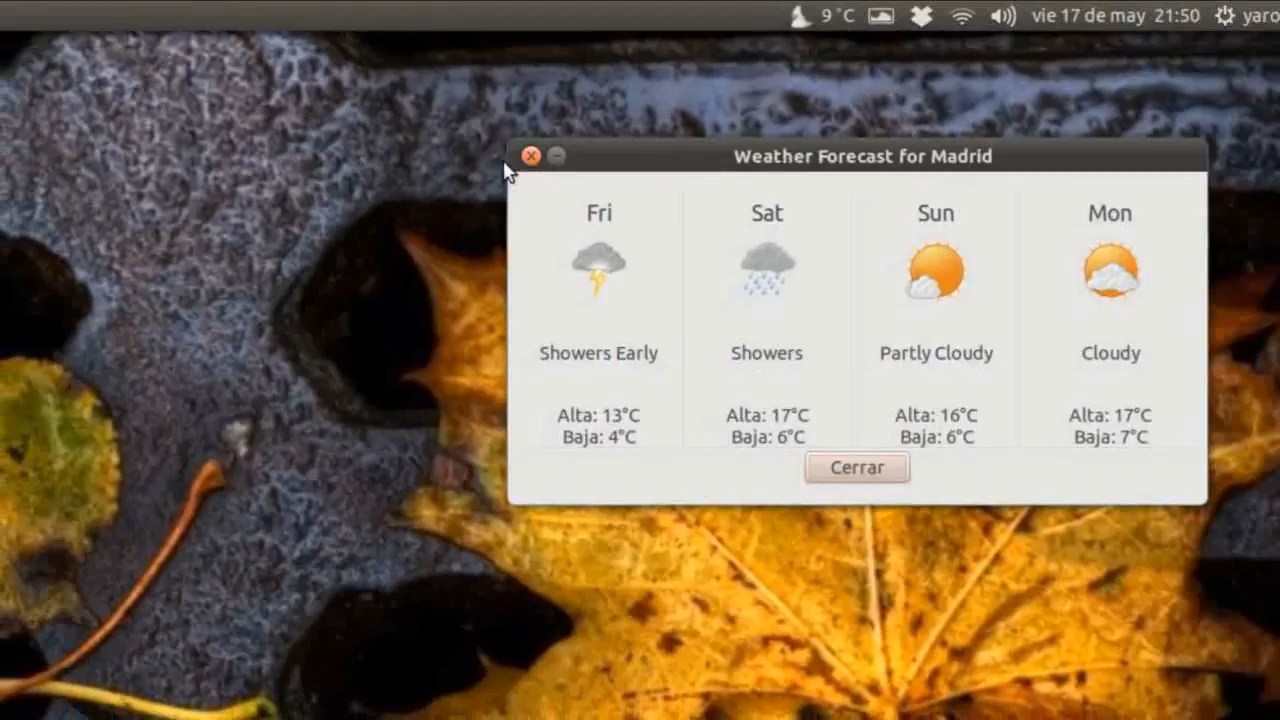 9 °C vie 17 de may 21:50 yaro
Weather Forecast for Madrid
Fri Sat Sun Mon
Showers Early Showers Partly Cloudy Cloudy
Alta: 13°C Alta: 17°C Alta: 16°C Alta: 17°C
Baja: 4°C Baja: 6°C Baja: 6°C Baja: 7°C
Cerrar